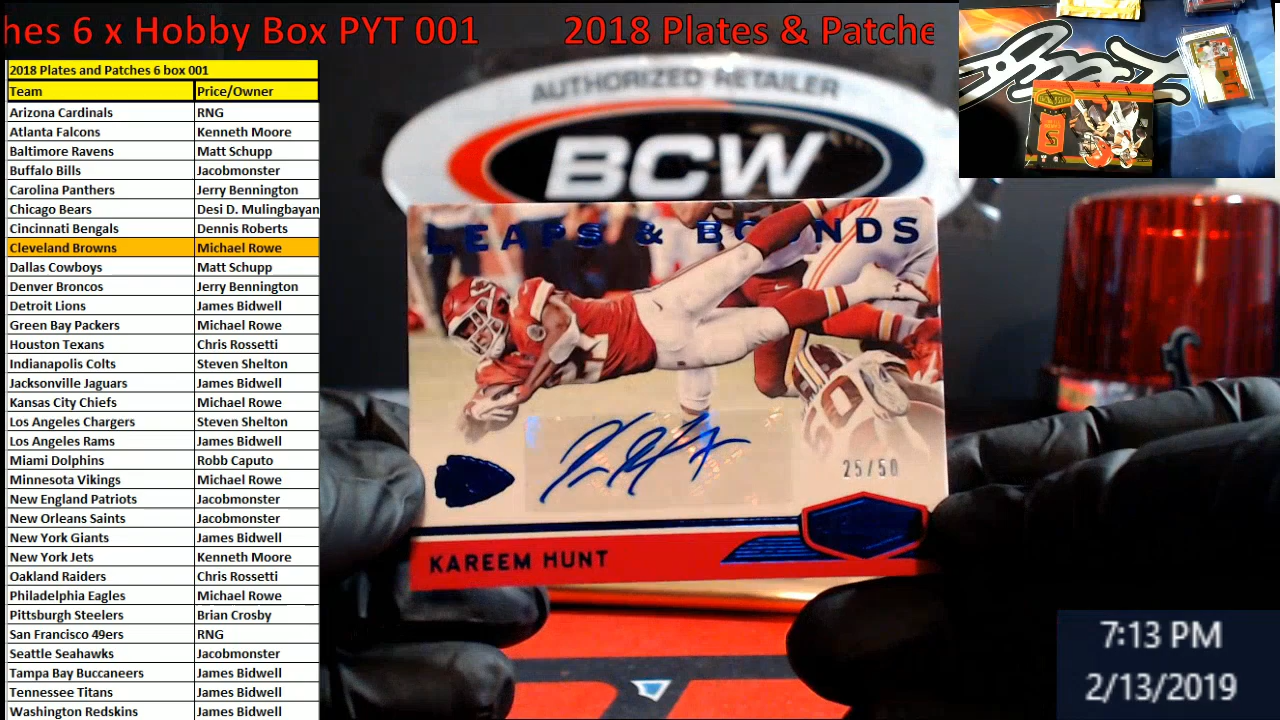 hes 6 x Hobby Box PYT 001 2018 Plates & Patche
2018 Plates and Patches 6 box 001
Team Price/Owner
Arizona Cardinals RNG
Atlanta Falcons Kenneth Moore
Baltimore Ravens Matt Schupp
Buffalo Bills Jacobmonster
Carolina Panthers Jerry Bennington
Chicago Bears Desi D. Mulingbayan
Cincinnati Bengals Dennis Roberts
Cleveland Browns Michael Rowe
Dallas Cowboys Matt Schupp
Denver Broncos Jerry Bennington
Detroit Lions James Bidwell
Green Bay Packers Michael Rowe
Houston Texans Chris Rossetti
Indianapolis Colts Steven Shelton
Jacksonville Jaguars James Bidwell
Kansas City Chiefs Michael Rowe
Los Angeles Chargers Steven Shelton
Los Angeles Rams James Bidwell
Miami Dolphins Robb Caputo
Minnesota Vikings Michael Rowe
New England Patriots Jacobmonster
New Orleans Saints Jacobmonster
New York Giants James Bidwell
New York Jets Kenneth Moore
Oakland Raiders Chris Rossetti
Philadelphia Eagles Michael Rowe
Pittsburgh Steelers Brian Crosby
San Francisco 49ers RNG
Seattle Seahawks Jacobmonster
Tampa Bay Buccaneers James Bidwell
Tennessee Titans James Bidwell
Washington Redskins James Bidwell
AUTHORIZED RETAILER
BCW
LEAPS & BOUNDS
25/50
KAREEM HUNT
7:13 PM
2/13/2019